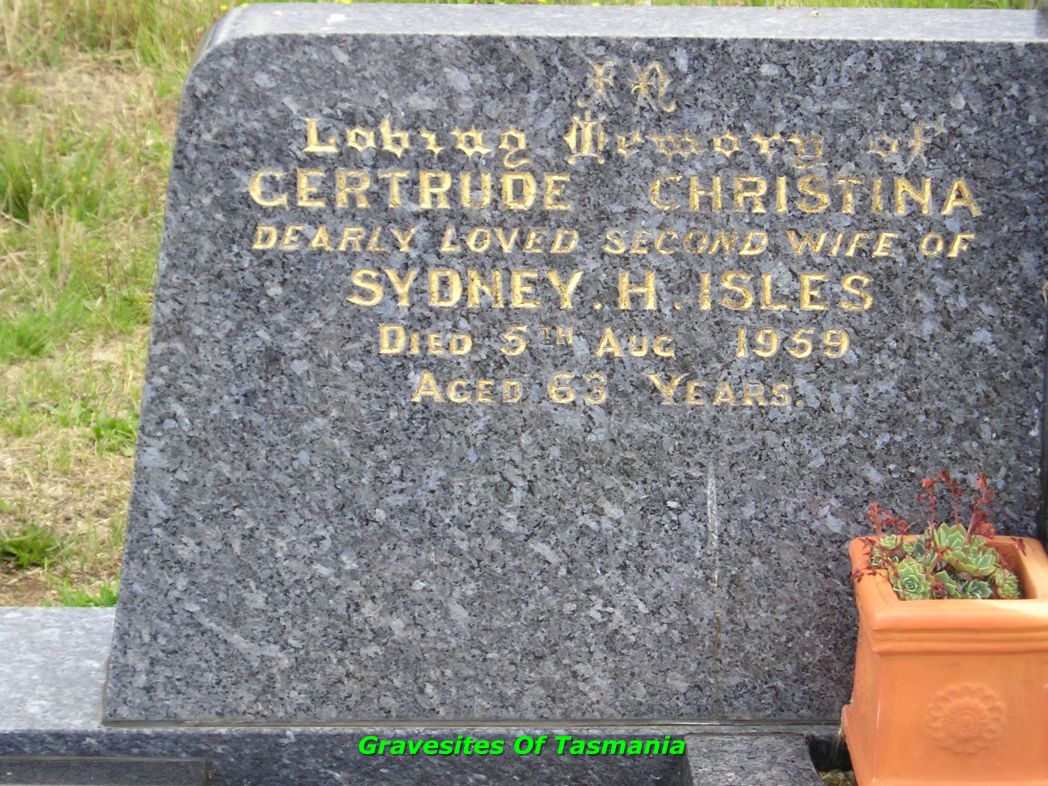 In
Loving Memory of
GERTRUDE CHRISTINA
DEARLY LOVED SECOND WIFE OF
SYDNEY. H. ISLES
DIED 5TH AUG 1959
AGED 63 YEARS.
Gravesites Of Tasmania